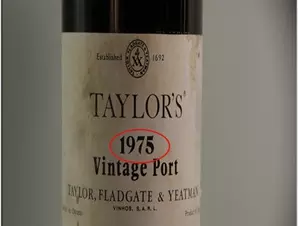 Established 1692
TAYLOR'S
1975
Vintage Port
TAYLOR, FLADGATE & YEATMAN
VINHOS, S.A.R.L.